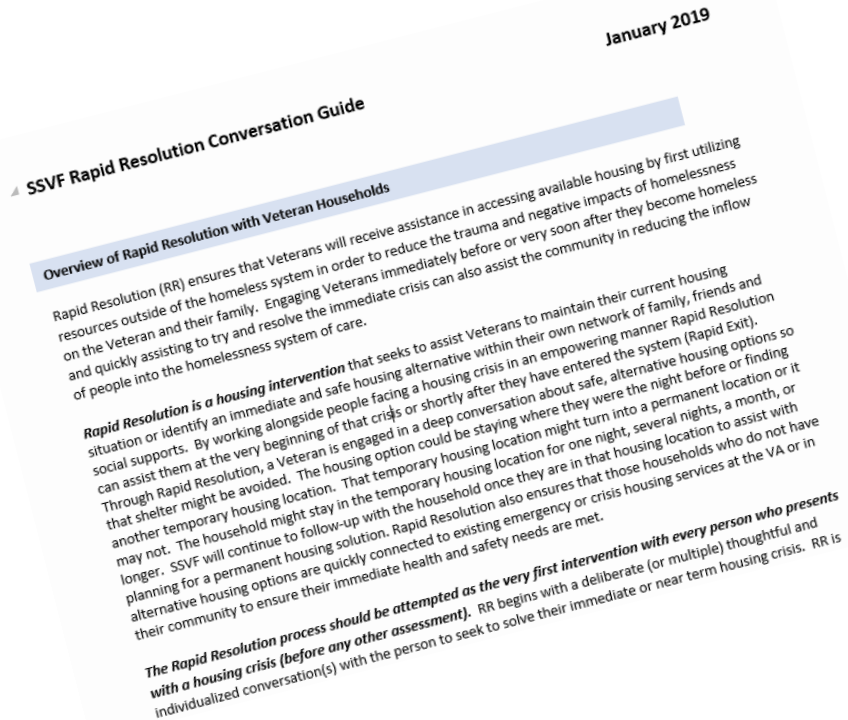 January 2019
SSVF Rapid Resolution Conversation Guide
Overview of Rapid Resolution with Veteran Households
Rapid Resolution (RR) ensures that Veterans will receive assistance in accessing available housing by first utilizing
resources outside of the homeless system in order to reduce the trauma and negative impacts of homelessness
on the Veteran and their family. Engaging Veterans immediately before or very soon after they become homeless
and quickly assisting to try and resolve the immediate crisis can also assist the community in reducing the inflow
of people into the homelessness system of care.
Rapid Resolution is a housing intervention that seeks to assist Veterans to maintain their current housing
situation or identify an immediate and safe housing alternative within their own network of family, friends and
social supports. By working alongside people facing a housing crisis in an empowering manner Rapid Resolution
can assist them at the very beginning of that crisis or shortly after they have entered the system (Rapid Exit).
Through Rapid Resolution, a Veteran is engaged in a deep conversation about safe, alternative housing options so
that shelter might be avoided. The housing option could be staying where they were the night before or finding
another temporary housing location. That temporary housing location might turn into a permanent location or it
may not. The household might stay in the temporary housing location for one night, several nights, a month, or
longer. SSVF will continue to follow-up with the household once they are in that housing location to assist with
planning for a permanent housing solution. Rapid Resolution also ensures that those households who do not have
alternative housing options are quickly connected to existing emergency or crisis housing services at the VA or in
their community to ensure their immediate health and safety needs are met.
The Rapid Resolution process should be attempted as the very first intervention with every person who presents
with a housing crisis (before any other assessment). RR begins with a deliberate (or multiple) thoughtful and
individualized conversation(s) with the person to seek to solve their immediate or near term housing crisis. RR is